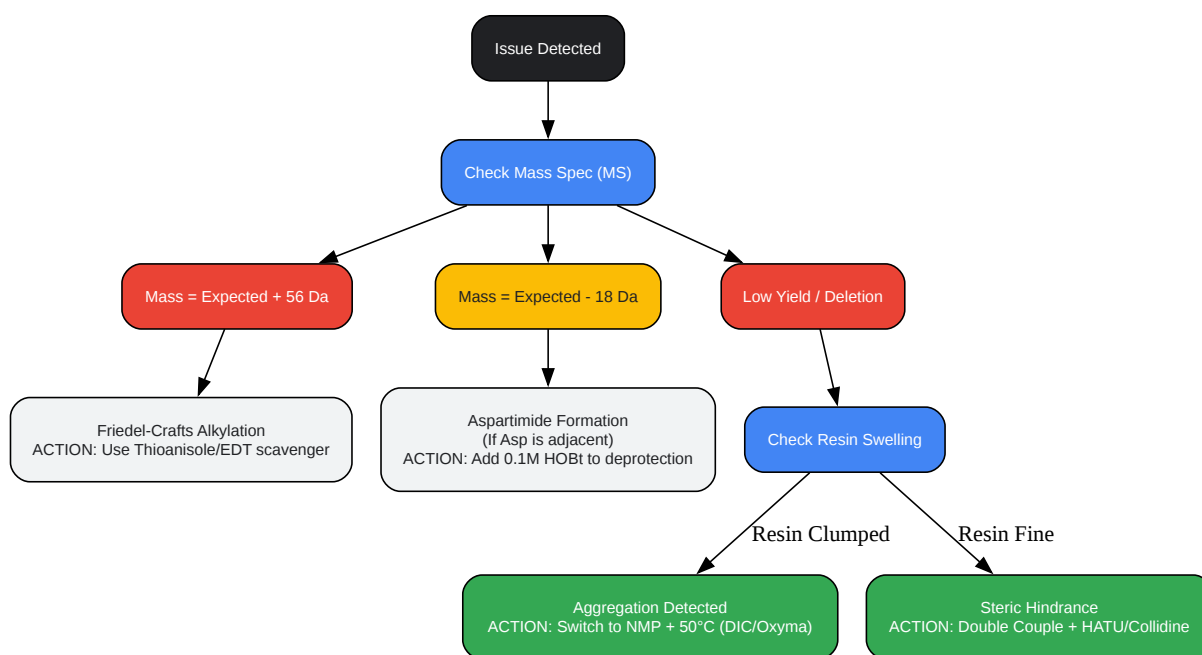 Issue Detected
Check Mass Spec (MS)
Mass = Expected + 56 Da
Mass = Expected - 18 Da
Low Yield / Deletion
Friedel-Crafts Alkylation
ACTION: Use Thioanisole/EDT scavenger
Aspartimide Formation
(If Asp is adjacent)
ACTION: Add 0.1M HOBt to deprotection
Check Resin Swelling
Resin Clumped
Resin Fine
Aggregation Detected
ACTION: Switch to NMP + 50°C (DIC/Oxyma)
Steric Hindrance
ACTION: Double Couple + HATU/Collidine